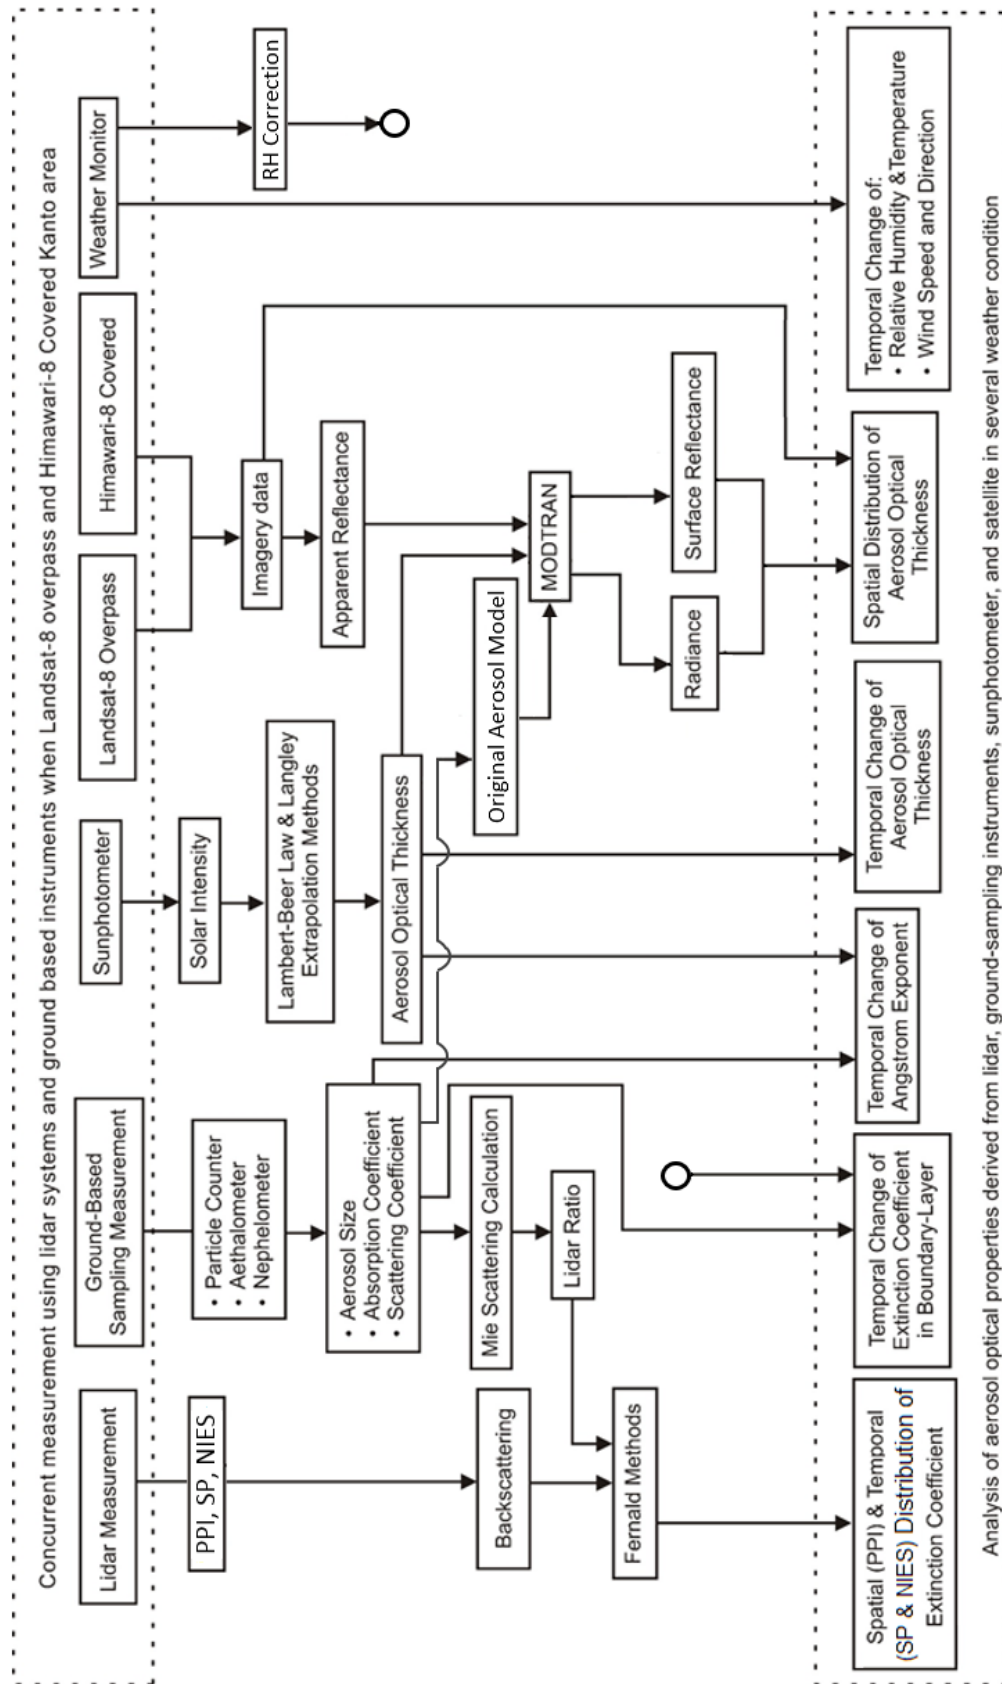 Concurrent measurement using lidar systems and ground based instruments when Landsat-8 overpass and Himawari-8 Covered Kanto area
Lidar Measurement
Ground-Based
Sampling Measurement
Sunphotometer
Landsat-8 Overpass
Himawari-8 Covered
Weather Monitor
PPI, SP, NIES
• Particle Counter
• Aethalometer
• Nephelometer
Solar Intensity
Lambert-Beer Law & Langley
Extrapolation Methods
Imagery data
RH Correction
• Aerosol Size
• Absorption Coefficient
• Scattering Coefficient
Aerosol Optical Thickness
Apparent Reflectance
Backscattering
Mie Scattering Calculation
Original Aerosol Model
MODTRAN
Lidar Ratio
Fernald Methods
Radiance
Surface Reflectance
Spatial (PPI) & Temporal
(SP & NIES) Distribution of
Extinction Coefficient
Temporal Change of
Extinction Coefficient
in Boundary-Layer
Temporal Change of
Angstrom Exponent
Temporal Change of
Aerosol Optical
Thickness
Spatial Distribution of
Aerosol Optical
Thickness
Temporal Change of:
• Relative Humidity &Temperature
• Wind Speed and Direction
Analysis of aerosol optical properties derived from lidar, ground-sampling instruments, sunphotometer, and satellite in several weather condition